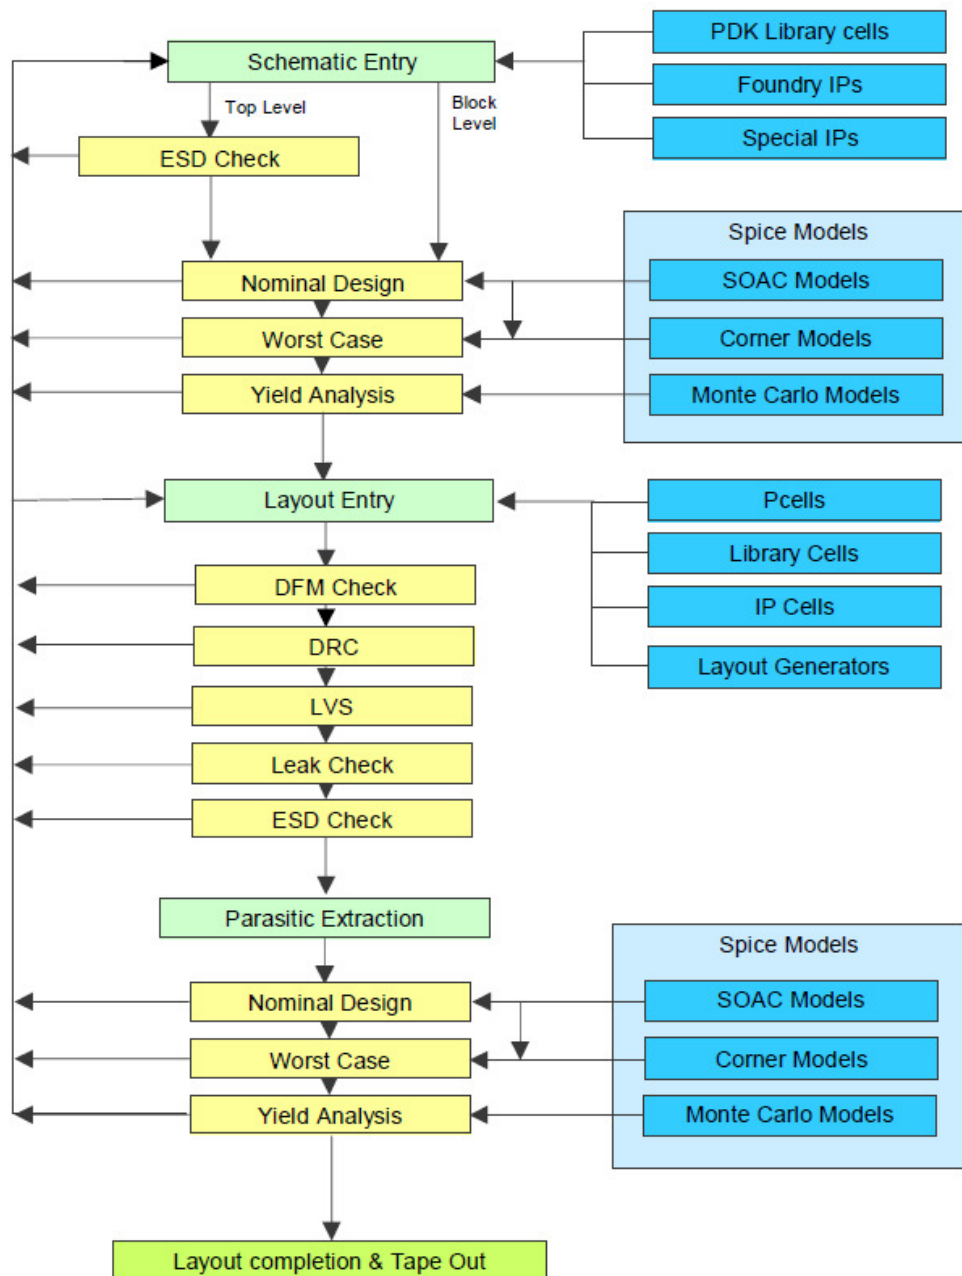 PDK Library cells
Schematic Entry
Foundry IPs
Top Level
Block
Level
Special IPs
ESD Check
Spice Models
Nominal Design
SOAC Models
Worst Case
Corner Models
Yield Analysis
Monte Carlo Models
Layout Entry
Pcells
Library Cells
DFM Check
IP Cells
DRC
Layout Generators
LVS
Leak Check
ESD Check
Parasitic Extraction
Spice Models
Nominal Design
SOAC Models
Worst Case
Corner Models
Yield Analysis
Monte Carlo Models
Layout completion & Tape Out